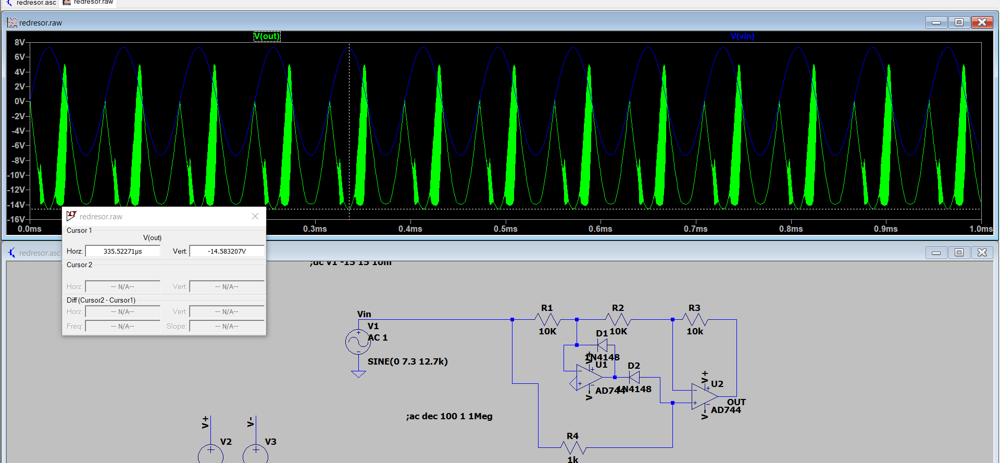 redresor.asc redresor.raw
redresor.raw
V(out) V(vin)
8V
6V
4V
2V
0V
-2V
-4V
-6V
-8V
-10V
-12V
-14V
-16V
0.0ms 0.3ms 0.4ms 0.5ms 0.6ms 0.7ms 0.8ms 0.9ms 1.0ms
redresor.raw
Cursor 1
V(out)
Horz: 335.52271µs Vert: -14.583207V
Cursor 2
Horz: -- N/A-- Vert: -- N/A--
Diff (Cursor2 - Cursor1)
Horz: -- N/A-- Vert: -- N/A--
Freq: -- N/A-- Slope: -- N/A--
redresor.asc
;dc V1 -15 15 10m
Vin
V1
AC 1
SINE(0 7.3 12.7k)
R1
10K
R2
10K
R3
10k
D1
1N4148
V+
U1
AD744
V-
D2
1N4148
V+
U2
OUT
AD744
V-
;ac dec 100 1 1Meg
R4
1k
V+
V2
V-
V3